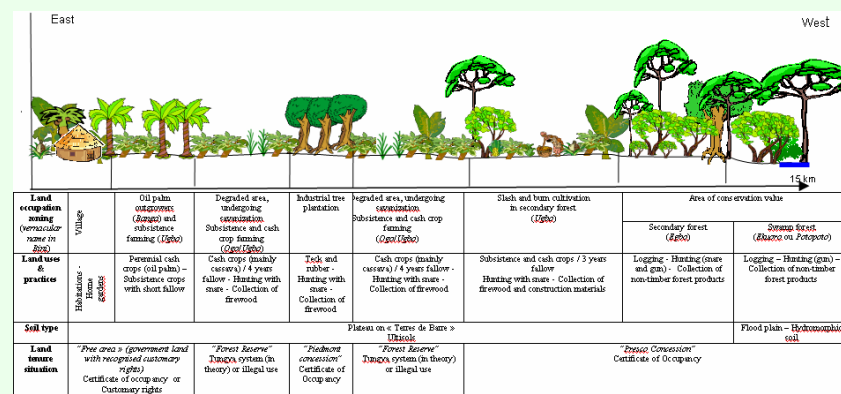 East
West
15 km
Land
occupation
zoning
(vernacular
name in
Bini)
Village
Oil palm
outgrowers
(Banga) and
subsistence
farming (Ugba)
Degraded area,
undergoing
savanization
Subsistence and cash
crop farming
(Ogo/Ugba)
Industrial tree
plantation
Degraded area, undergoing
savanization
Subsistence and cash crop
farming
(Ogo/Ugba)
Slash and burn cultivation
in secondary forest
(Ugba)
Area of conservation value
Secondary forest
(Egba)
Swamp forest
(Ekuoro ou Potopoto)
Land uses
&
practices
Habitations -
Home
gardens
Perennial cash
crops (oil palm) –
Subsistence crops
with short fallow
Cash crops (mainly
cassava) / 4 years
fallow - Hunting with
snare - Collection of
firewood
Teck and
rubber -
Hunting with
snare -
Collection of
firewood
Cash crops (mainly
cassava) / 4 years fallow -
Hunting with snare -
Collection of firewood
Subsistence and cash crops / 3 years
fallow
Hunting with snare - Collection of
firewood and construction materials
Logging - Hunting (snare
and gun) - Collection of
non-timber forest products
Logging – Hunting (gun) –
Collection of non-timber
forest products
Soil type
Plateau on « Terres de Barre »
Ulticols
Flood plain – Hydromorphic
soil
Land
tenure
situation
"Free area » (government land
with recognised customary
rights)
Certificate of occupancy or
Customary rights
"Forest Reserve"
Tungya system (in
theory) or illegal use
"Piedmont
concession"
Certificate of
Occupancy
"Forest Reserve"
Tungya system (in theory)
or illegal use
"Presco Concession"
Certificate of Occupancy